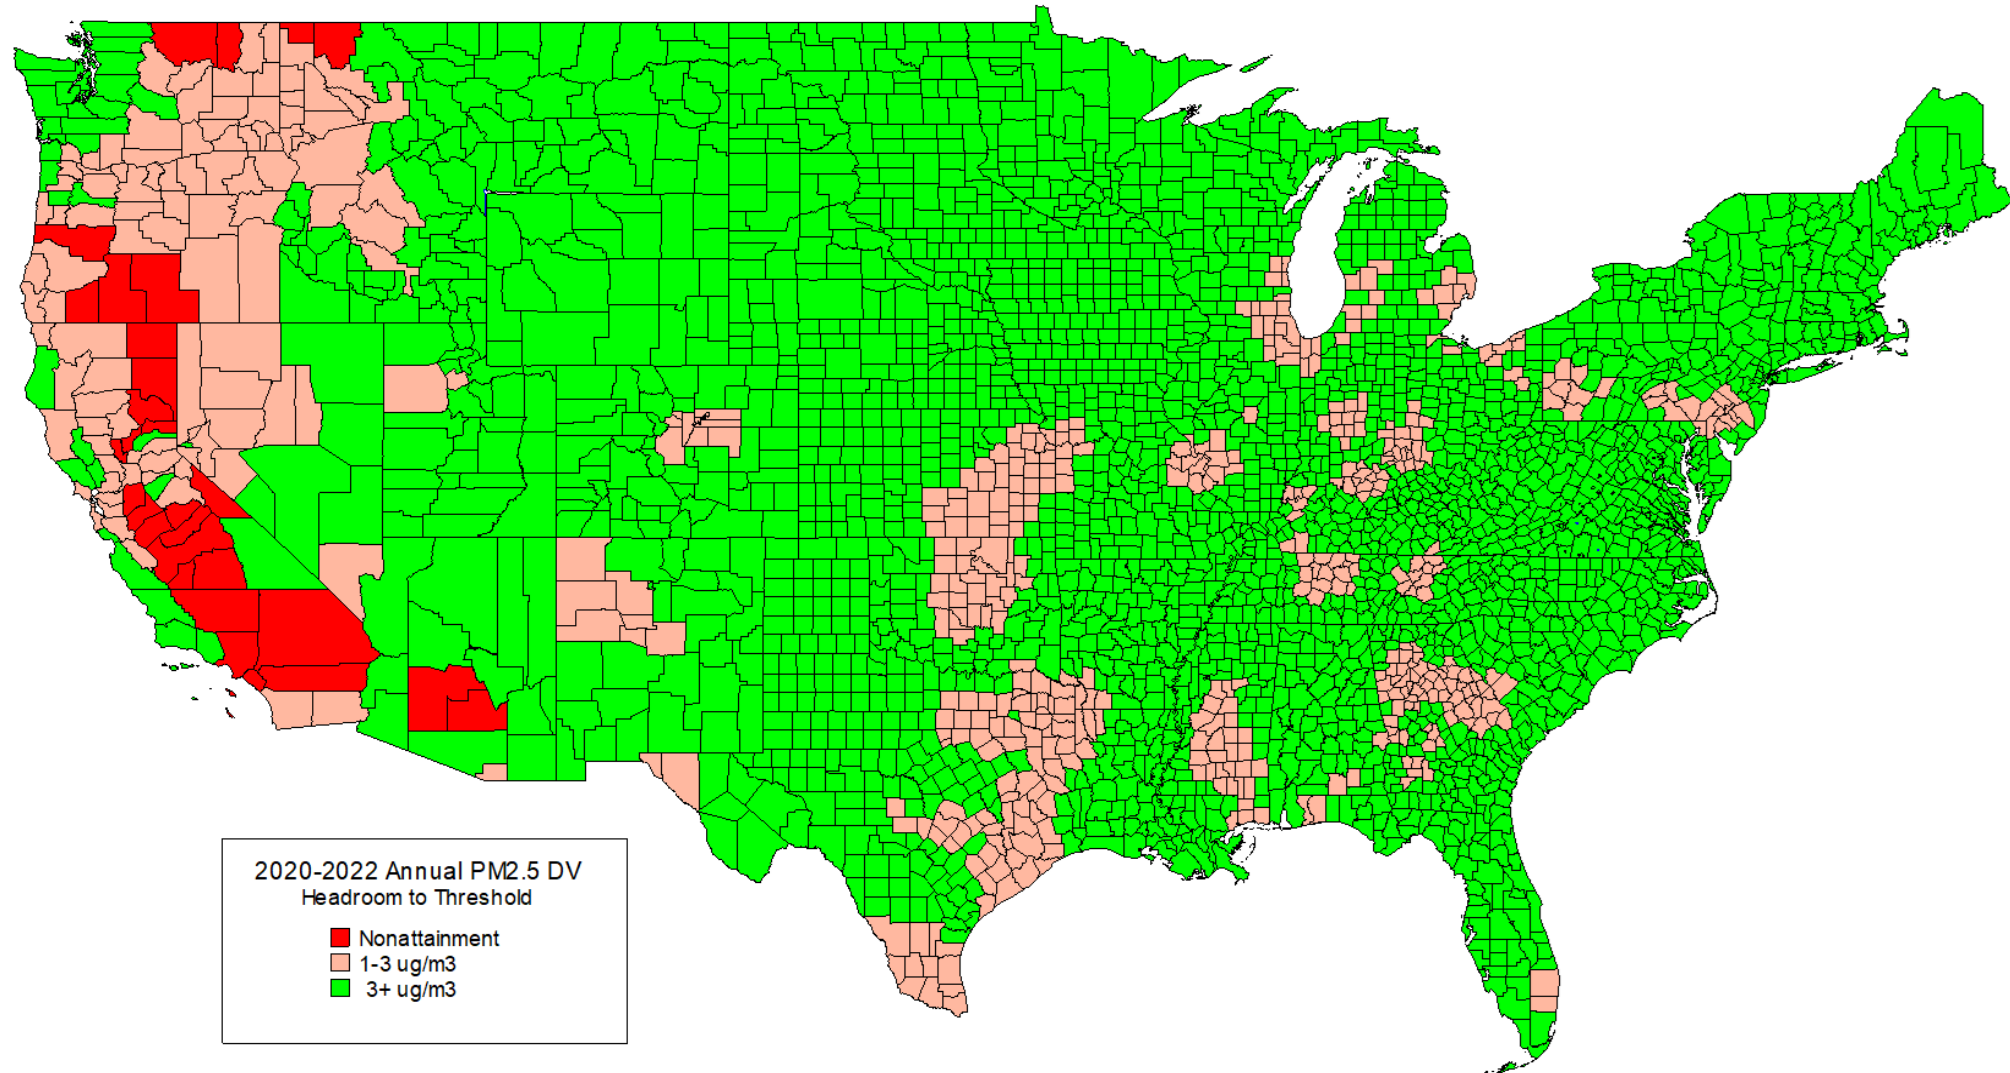 2020-2022 Annual PM2.5 DV
Headroom to Threshold
Nonattainment
1-3 ug/m3
3+ ug/m3